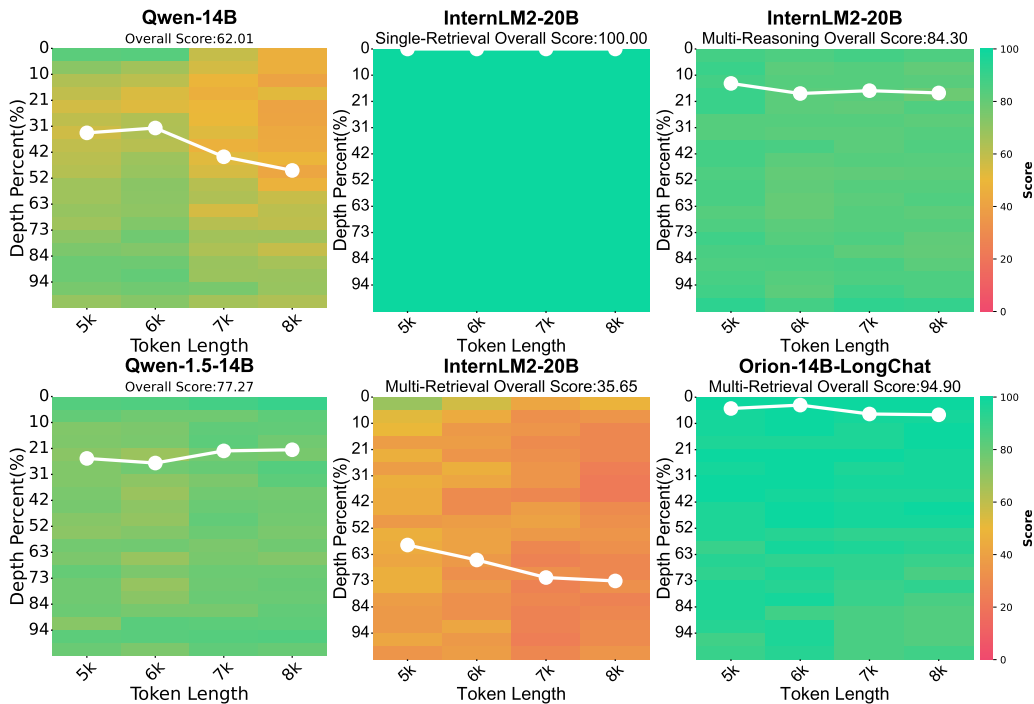 Qwen-14B
Overall Score:62.01
0
10
21
31
42
52
63
73
84
94
Depth Percent(%)
5k
6k
7k
8k
Token Length
InternLM2-20B
Single-Retrieval Overall Score:100.00
0
10
21
31
42
52
63
73
84
94
Depth Percent(%)
5k
6k
7k
8k
Token Length
InternLM2-20B
Multi-Reasoning Overall Score:84.30
0
10
21
31
42
52
63
73
84
94
Depth Percent(%)
5k
6k
7k
8k
Token Length
100
80
60
40
20
0
Score
Qwen-1.5-14B
Overall Score:77.27
0
10
21
31
42
52
63
73
84
94
Depth Percent(%)
5k
6k
7k
8k
Token Length
InternLM2-20B
Multi-Retrieval Overall Score:35.65
0
10
21
31
42
52
63
73
84
94
Depth Percent(%)
5k
6k
7k
8k
Token Length
Orion-14B-LongChat
Multi-Retrieval Overall Score:94.90
0
10
21
31
42
52
63
73
84
94
Depth Percent(%)
5k
6k
7k
8k
Token Length
100
80
60
40
20
0
Score